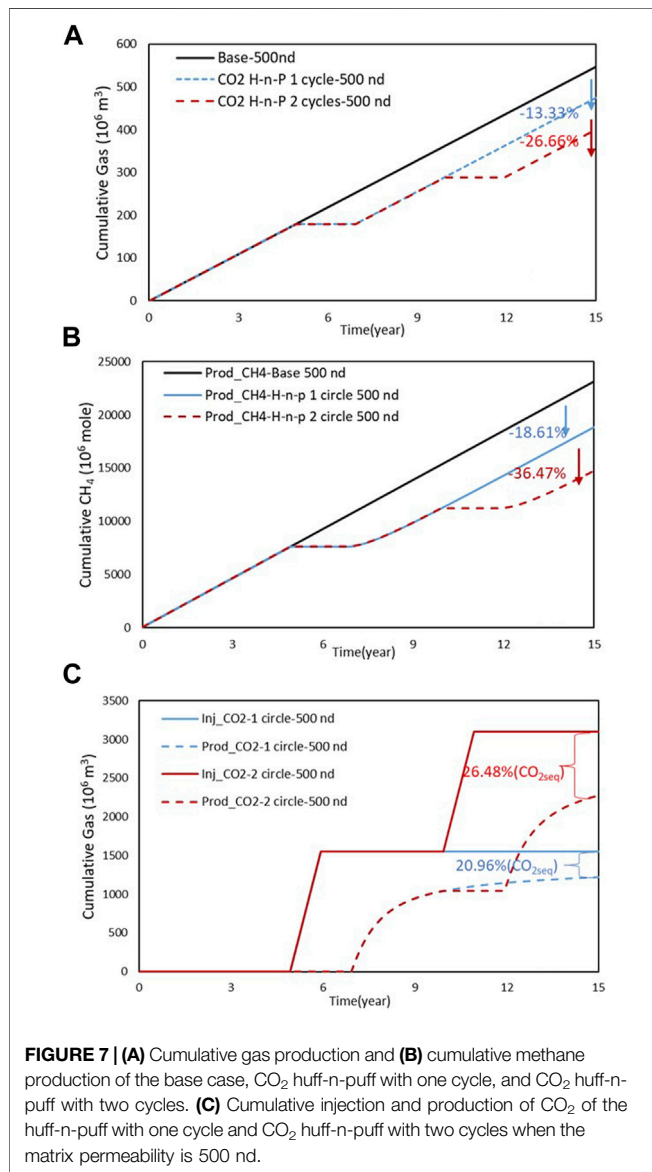 A
600
500
400
300
200
100
0
Cumulative Gas (10⁶ m³)
Base-500nd
CO2 H-n-P 1 cycle-500 nd
CO2 H-n-P 2 cycles-500 nd
-13.33%
-26.66%
0 3 6 9 12 15
Time(year)
B
25000
20000
15000
10000
5000
0
Cumulative CH₄ (10⁶ mole)
Prod_CH4-Base 500 nd
Prod_CH4-H-n-p 1 circle 500 nd
Prod_CH4-H-n-p 2 circle 500 nd
-18.61%
-36.47%
0 3 6 9 12 15
Time(year)
C
3500
3000
2500
2000
1500
1000
500
0
Cumulative Gas (10⁶ m³)
Inj_CO2-1 circle-500 nd
Prod_CO2-1 circle-500 nd
Inj_CO2-2 circle-500 nd
Prod_CO2-2 circle-500 nd
26.48%(CO₂seq)
20.96%(CO₂seq)
0 3 6 9 12 15
Time(year)
FIGURE 7 | (A) Cumulative gas production and (B) cumulative methane
production of the base case, CO₂ huff-n-puff with one cycle, and CO₂ huff-n-
puff with two cycles. (C) Cumulative injection and production of CO₂ of the
huff-n-puff with one cycle and CO₂ huff-n-puff with two cycles when the
matrix permeability is 500 nd.